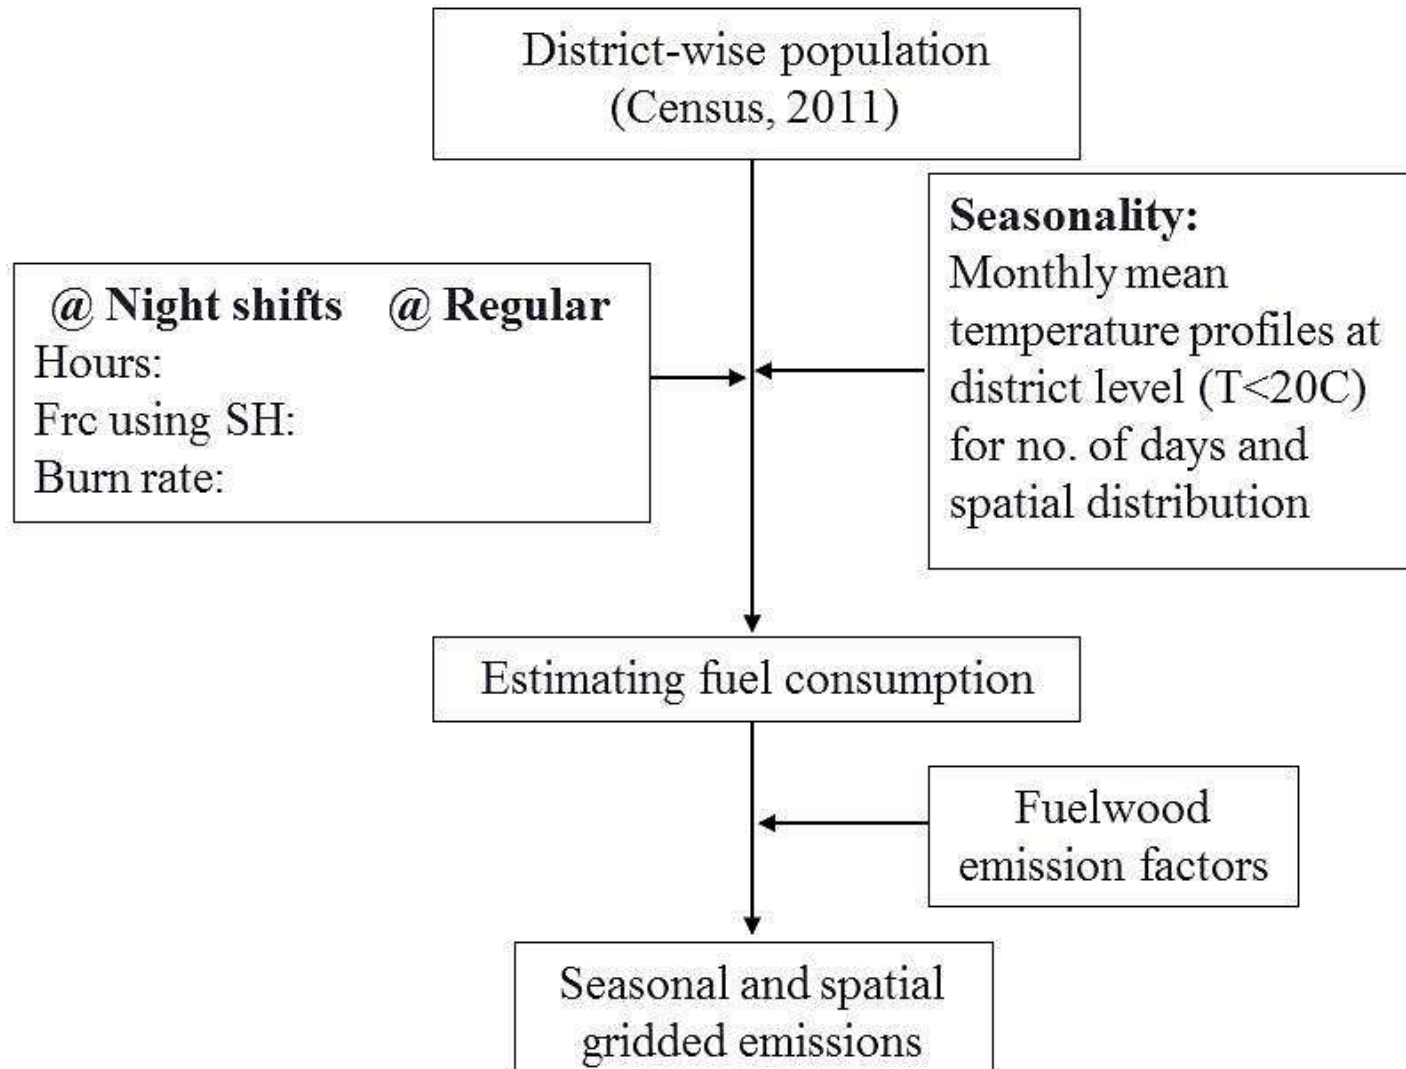 District-wise population
(Census, 2011)
Seasonality:
Monthly mean
temperature profiles at
district level (T<20C)
for no. of days and
spatial distribution
@ Night shifts @ Regular
Hours:
Frc using SH:
Burn rate:
Estimating fuel consumption
Fuelwood
emission factors
Seasonal and spatial
gridded emissions